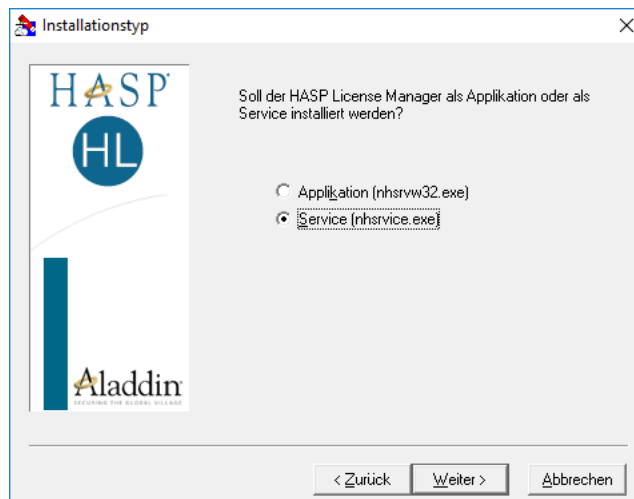 Installationstyp
HASP
HL
Soll der HASP License Manager als Applikation oder als
Service installiert werden?
Applikation (nhsrvw32.exe)
Service (nhsrvice.exe)
Aladdin
SECURING THE GLOBAL VILLAGE
< Zurück
Weiter >
Abbrechen